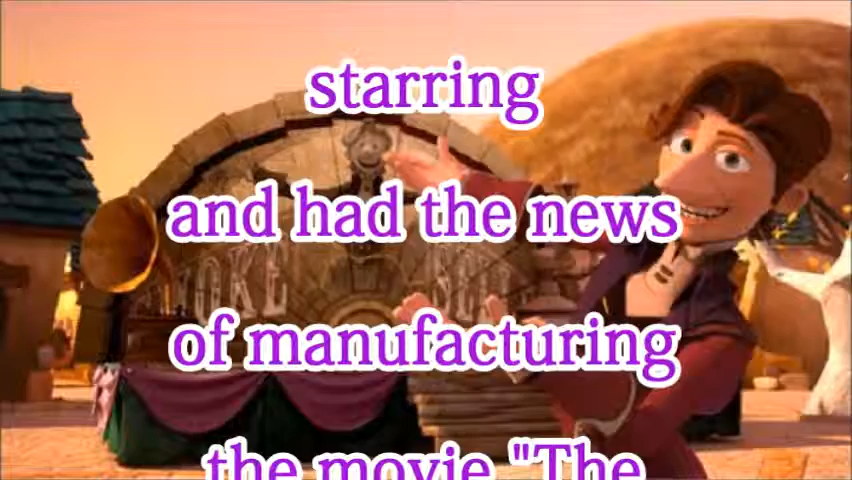 starring
and had the news
of manufacturing
the movie "The